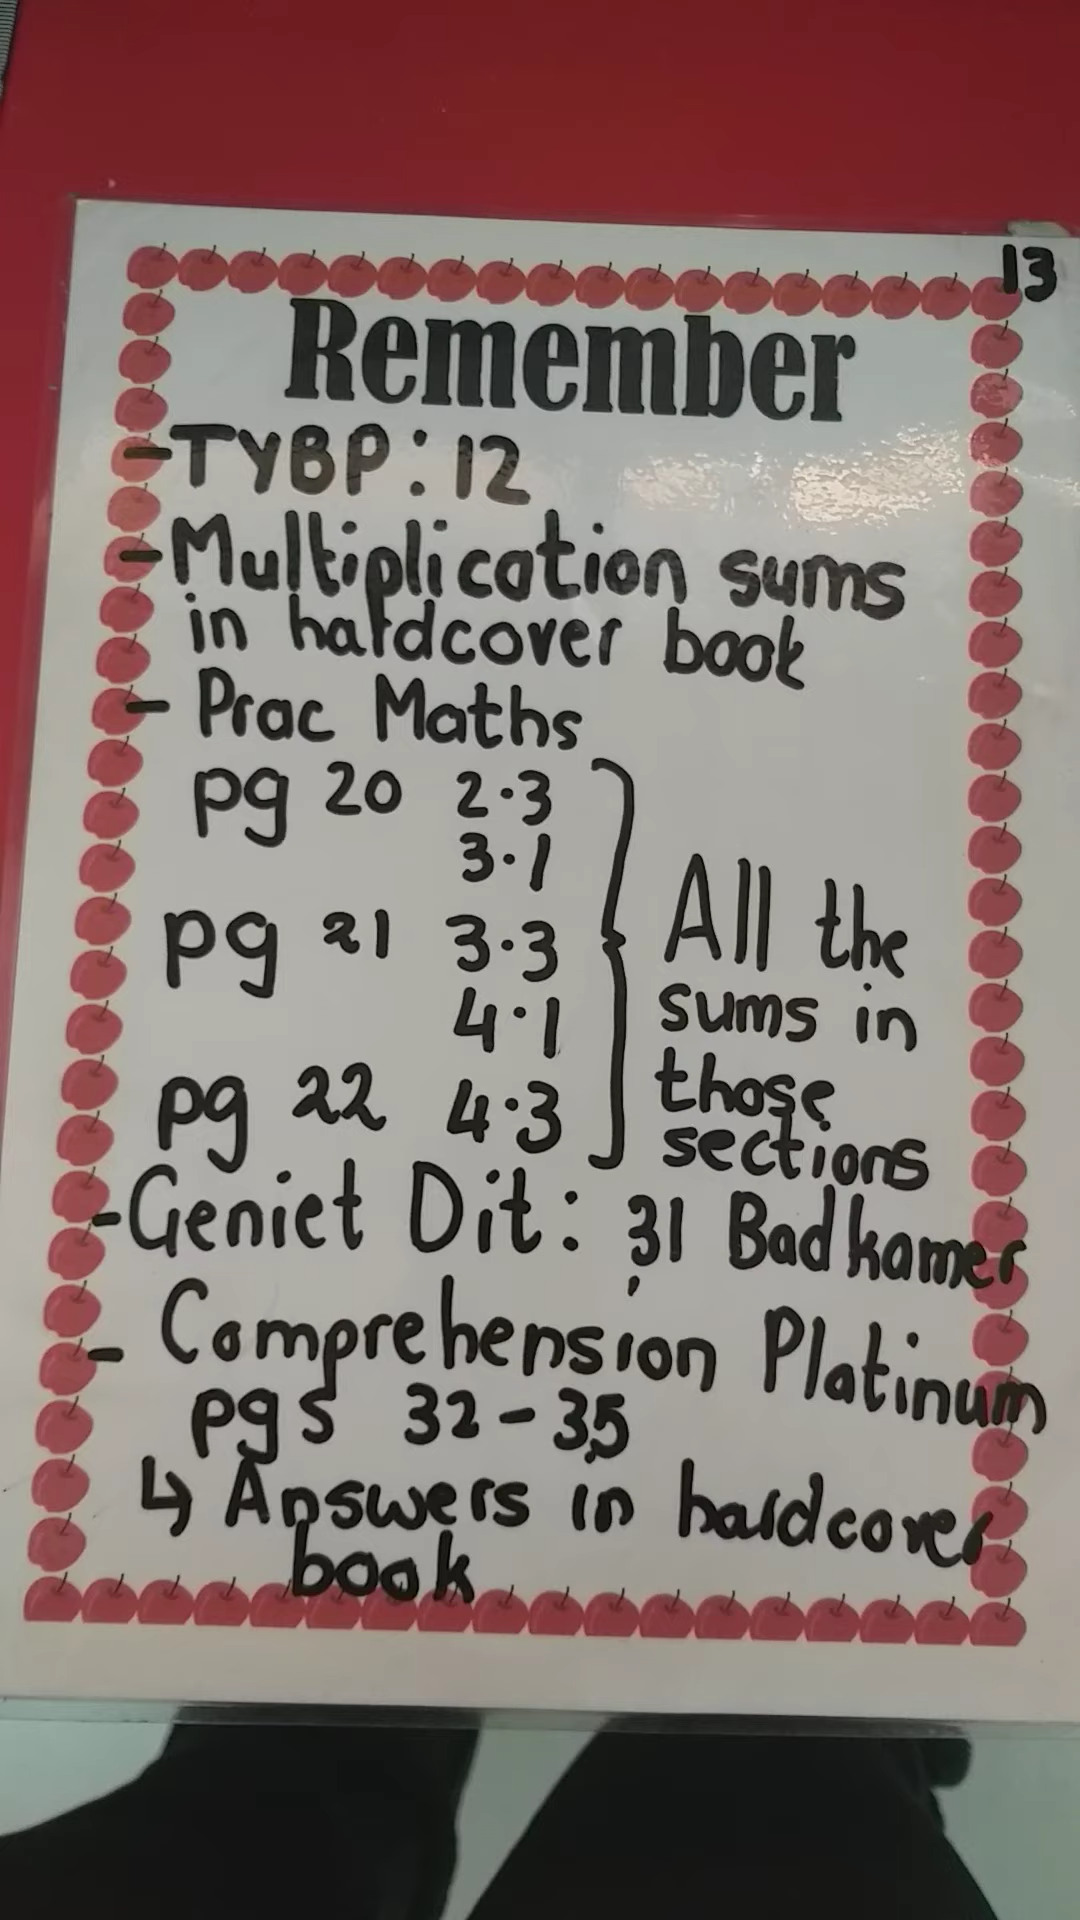 13
Remember
-TYBP: 12
-Multiplication sums
in hardcover book
- Prac Maths
pg 20 2.3
3.1
pg 21 3.3
4.1
pg 22 4.3
All the
sums in
those
sections
-Geniet Dit: 31 Badkamer
- Comprehension Platinum
pgs 32-35
↳ Answers in hardcover
book